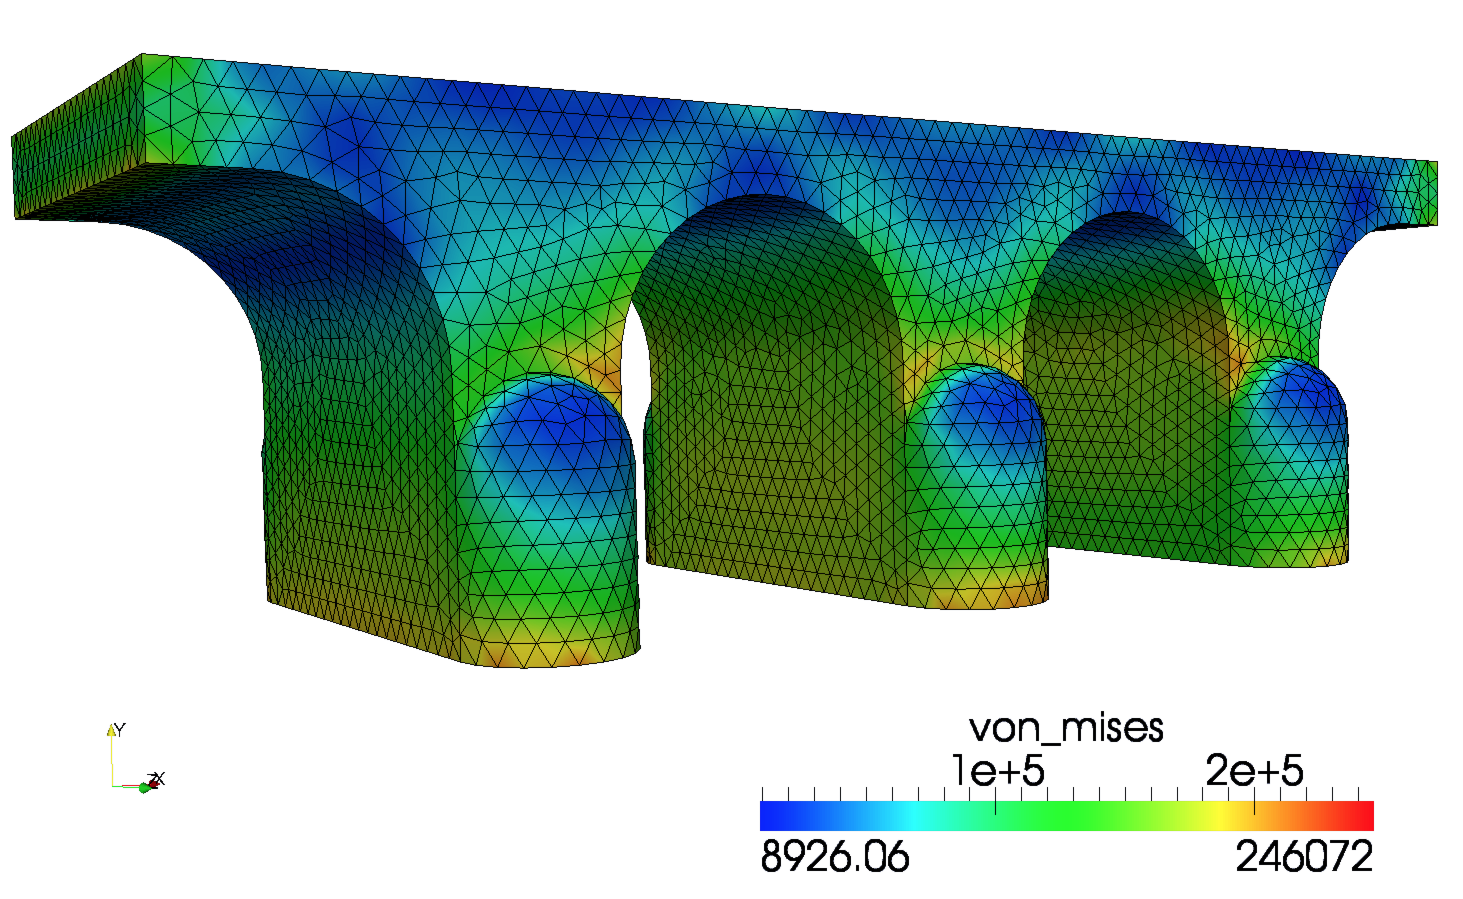 Y
Z X
von_mises
1e+5 2e+5
8926.06 246072